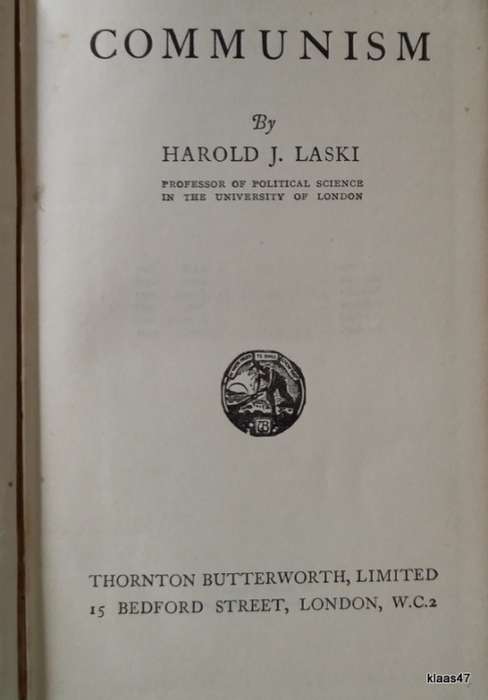 COMMUNISM
By
HAROLD J. LASKI
PROFESSOR OF POLITICAL SCIENCE
IN THE UNIVERSITY OF LONDON
THORNTON BUTTERWORTH, LIMITED
15 BEDFORD STREET, LONDON, W.C.2
klaas47